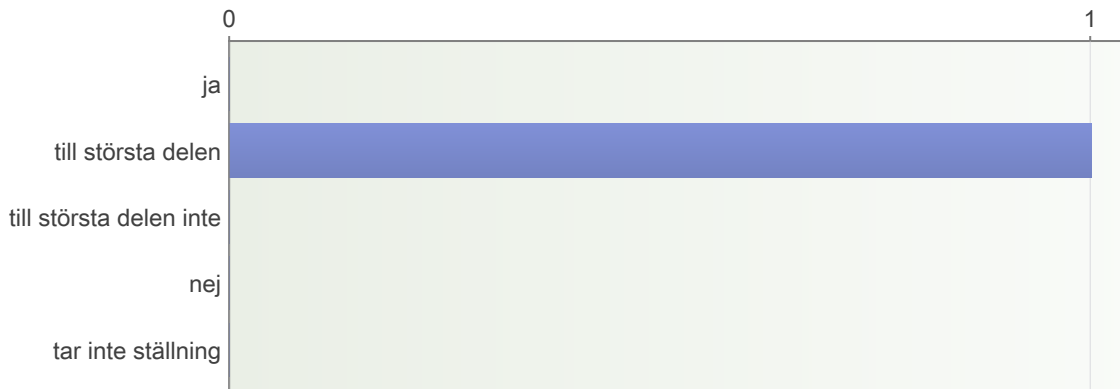 0 1
ja
till största delen
till största delen inte
nej
tar inte ställning